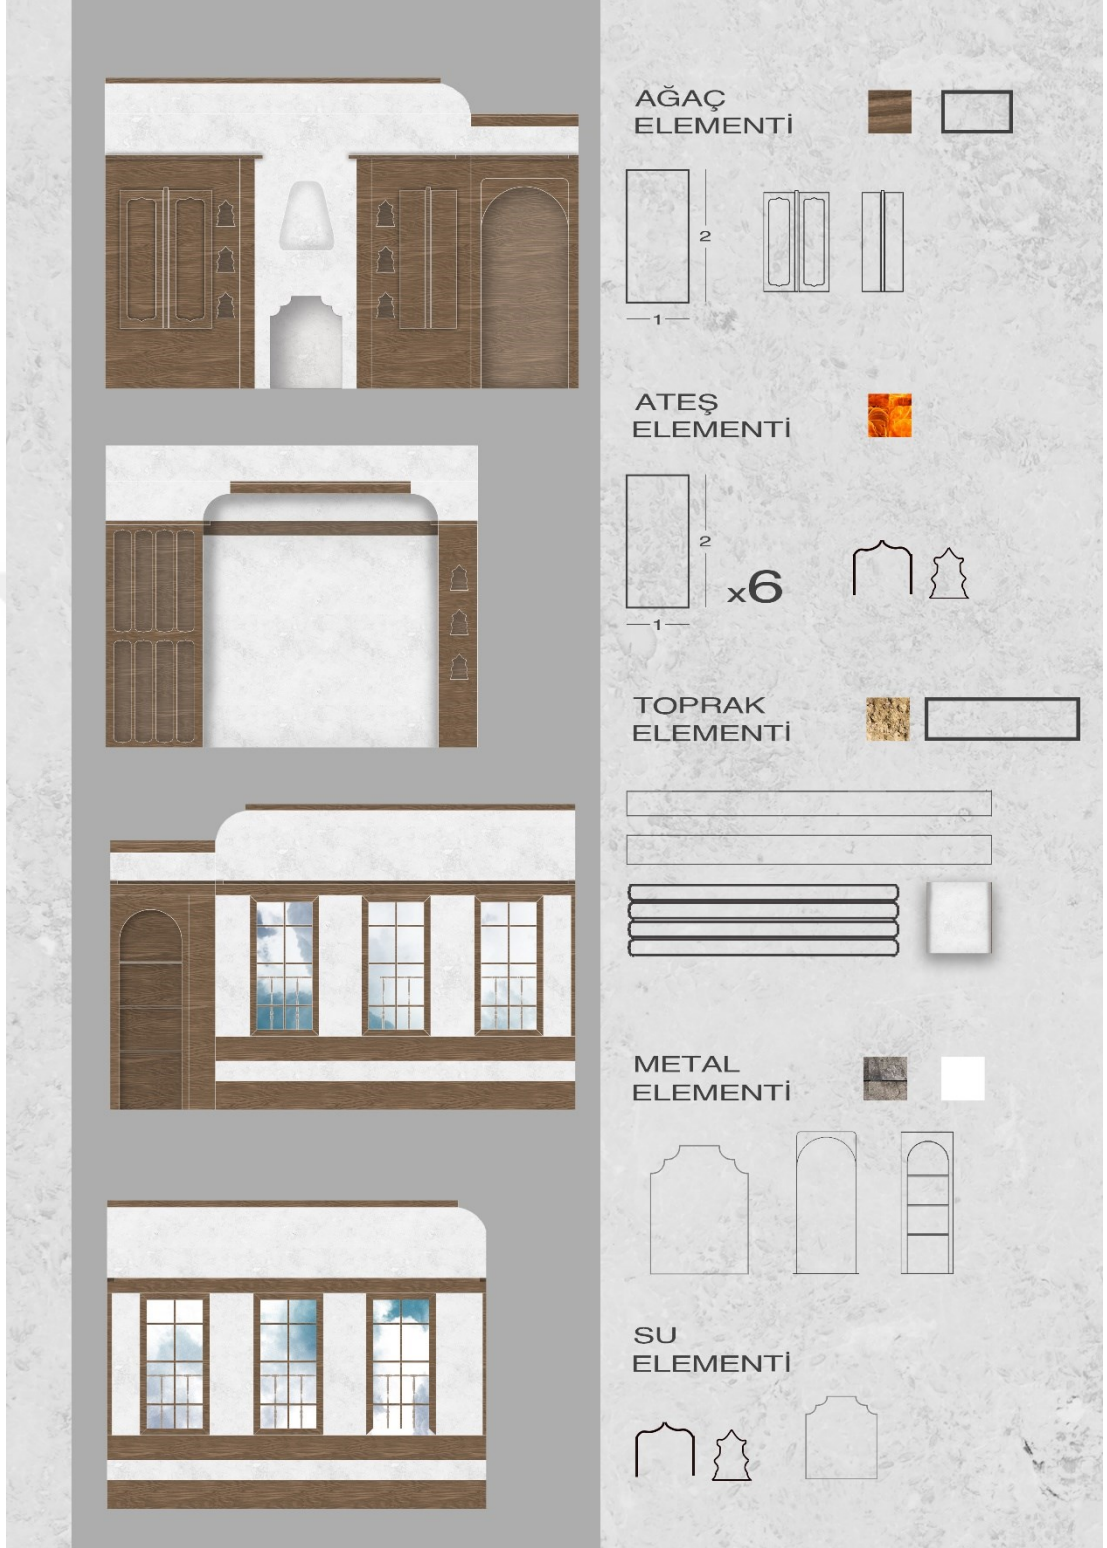 AĞAÇ
ELEMENTİ
2
1
ATEŞ
ELEMENTİ
2
x6
1
TOPRAK
ELEMENTİ
METAL
ELEMENTİ
SU
ELEMENTİ